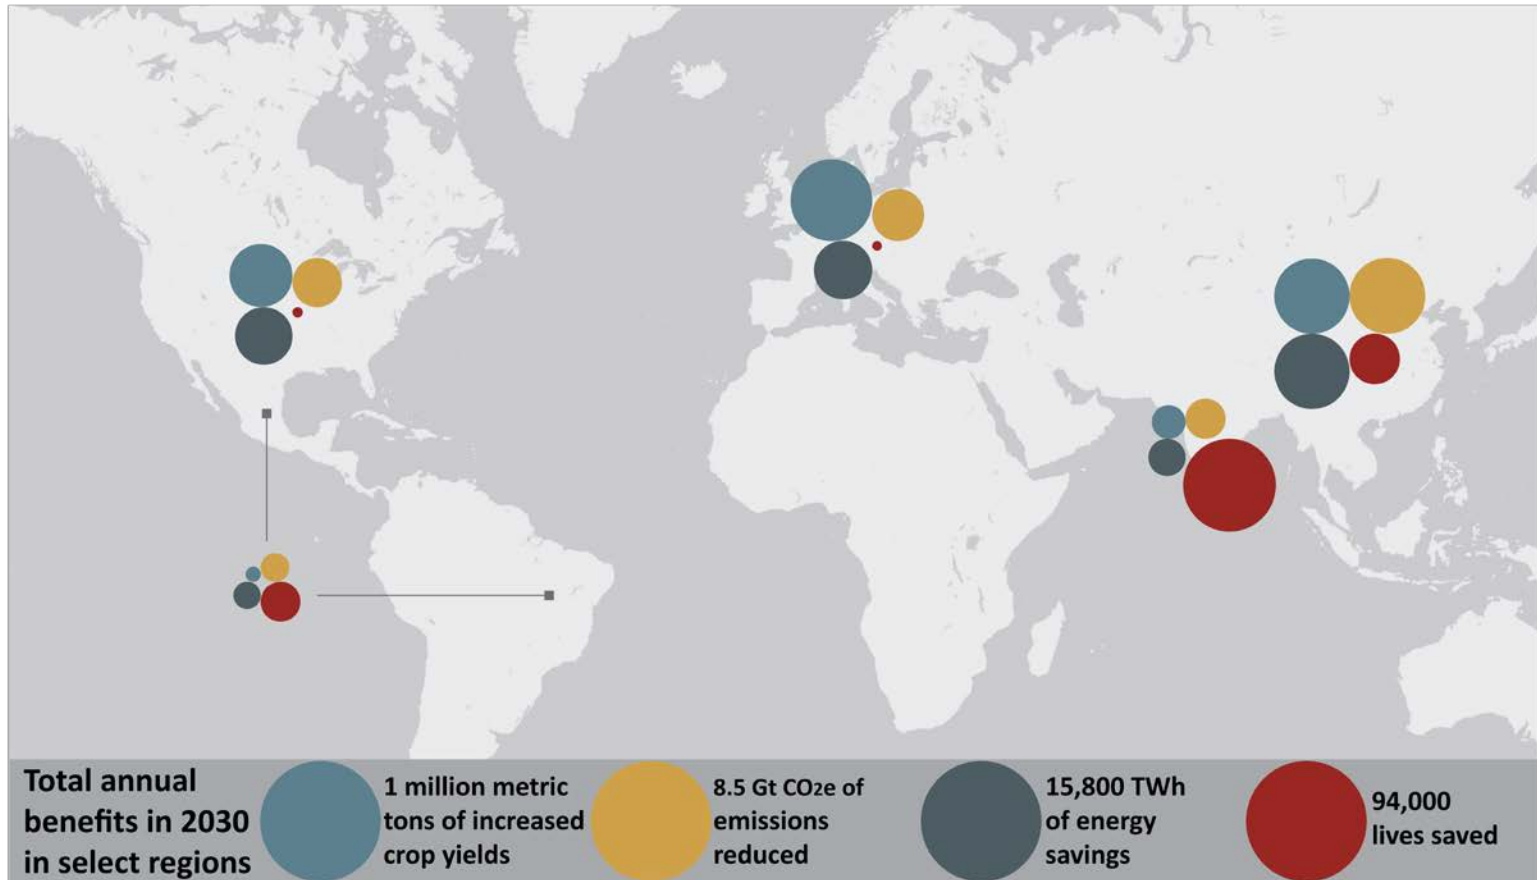 Total annual
benefits in 2030
in select regions
1 million metric
tons of increased
crop yields
8.5 Gt CO2e of
emissions
reduced
15,800 TWh
of energy
savings
94,000
lives saved